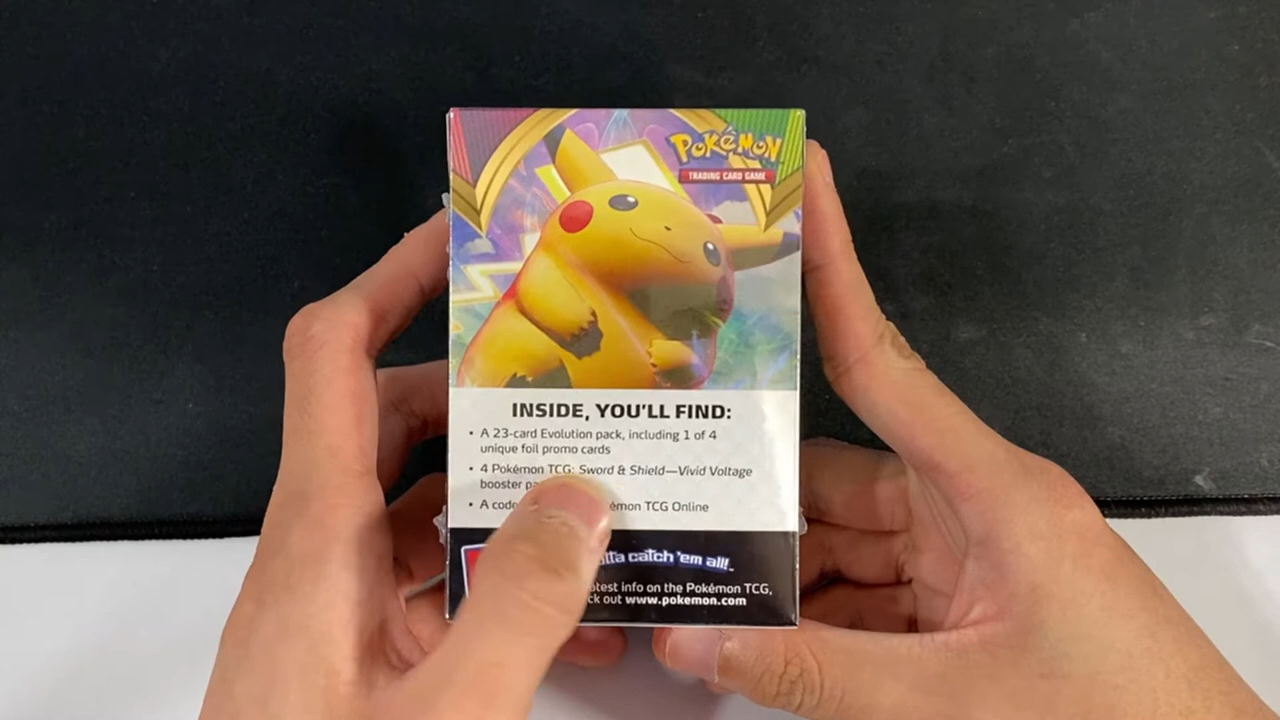 POKéMON
TRADING CARD GAME
INSIDE, YOU'LL FIND:
• A 23-card Evolution pack, including 1 of 4
unique foil promo cards
• 4 Pokémon TCG: Sword & Shield—Vivid Voltage
booster
• A code émon TCG Online
catch 'em all!
info on the Pokémon TCG,
out www.pokemon.com